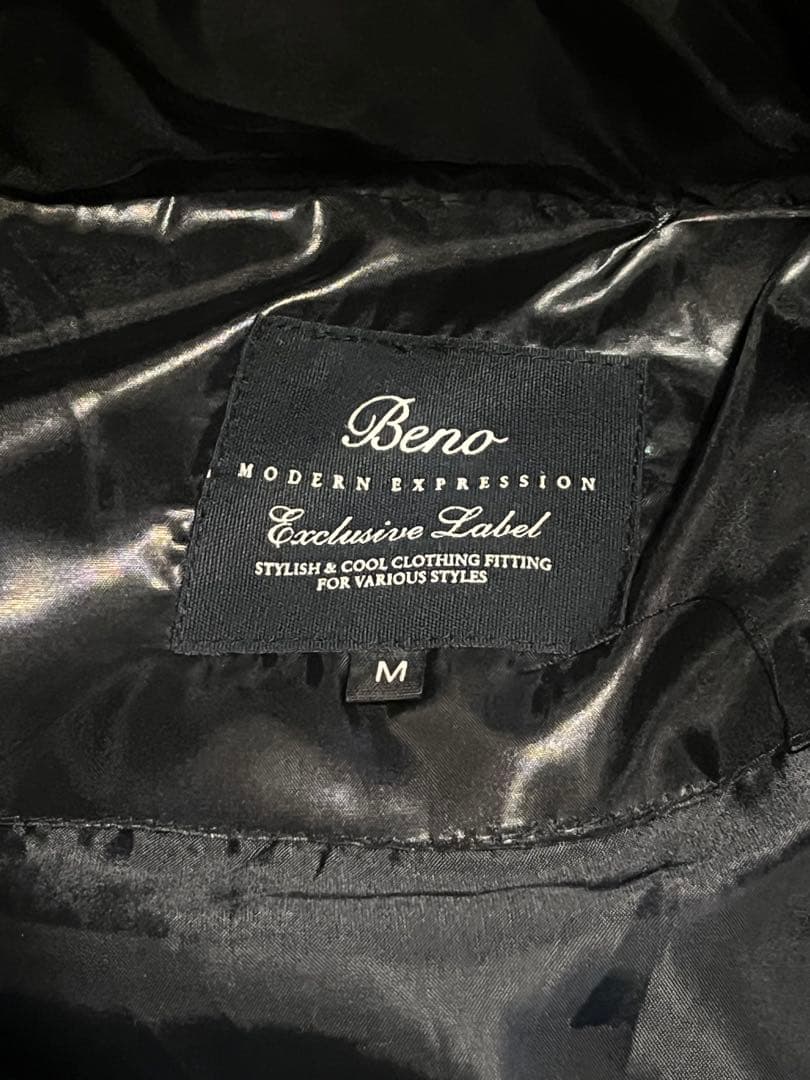 Beno
MODERN EXPRESSION
Exclusive Label
STYLISH & COOL CLOTHING FITTING
FOR VARIOUS STYLES
M